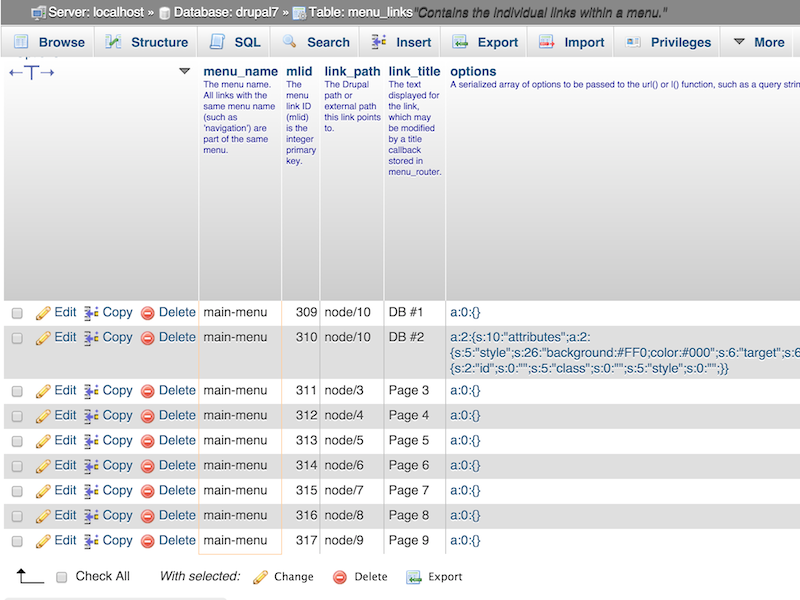 Server: localhost » Database: drupal7 » Table: menu_links "Contains the individual links within a menu."
Browse Structure SQL Search Insert Export Import Privileges More
←T→ menu_name mlid link_path link_title options
The menu name. The The Drupal The text A serialized array of options to be passed to the url() or l() function, such as a query strin
All links with the menu path or displayed for
same menu name link ID external path the link,
(such as (mlid) this link points which may
'navigation') are is the to. be modified
part of the same integer by a title
menu. primary callback
key. stored in
menu_router.
Edit Copy Delete main-menu 309 node/10 DB #1 a:0:{}
Edit Copy Delete main-menu 310 node/10 DB #2 a:2:{s:10:"attributes";a:2:
{s:5:"style";s:26:"background:#FF0;color:#000";s:6:"target";s:6
{s:2:"id";s:0:"";s:5:"class";s:0:"";s:5:"style";s:0:"";}}
Edit Copy Delete main-menu 311 node/3 Page 3 a:0:{}
Edit Copy Delete main-menu 312 node/4 Page 4 a:0:{}
Edit Copy Delete main-menu 313 node/5 Page 5 a:0:{}
Edit Copy Delete main-menu 314 node/6 Page 6 a:0:{}
Edit Copy Delete main-menu 315 node/7 Page 7 a:0:{}
Edit Copy Delete main-menu 316 node/8 Page 8 a:0:{}
Edit Copy Delete main-menu 317 node/9 Page 9 a:0:{}
Check All With selected: Change Delete Export